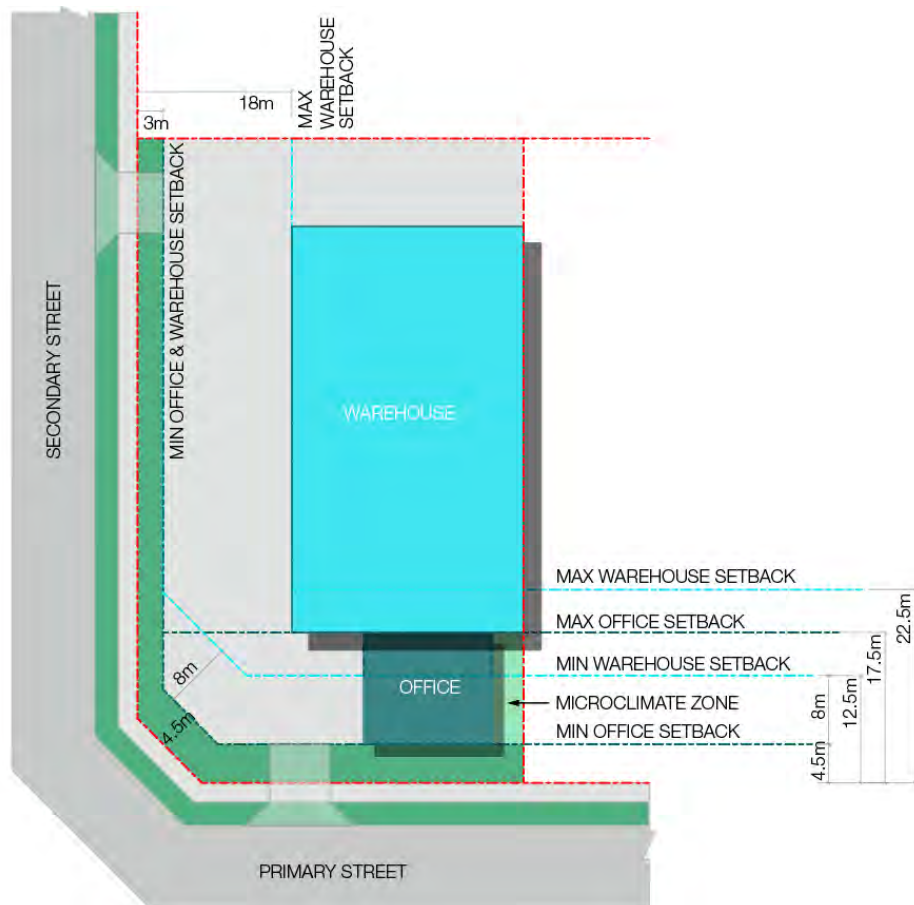 MAX
WAREHOUSE
SETBACK
18m
3m
MIN OFFICE & WAREHOUSE SETBACK
SECONDARY STREET
WAREHOUSE
MAX WAREHOUSE SETBACK
MAX OFFICE SETBACK
MIN WAREHOUSE SETBACK
OFFICE
MICROCLIMATE ZONE
MIN OFFICE SETBACK
8m
4.5m
4.5m
8m
12.5m
17.5m
22.5m
PRIMARY STREET